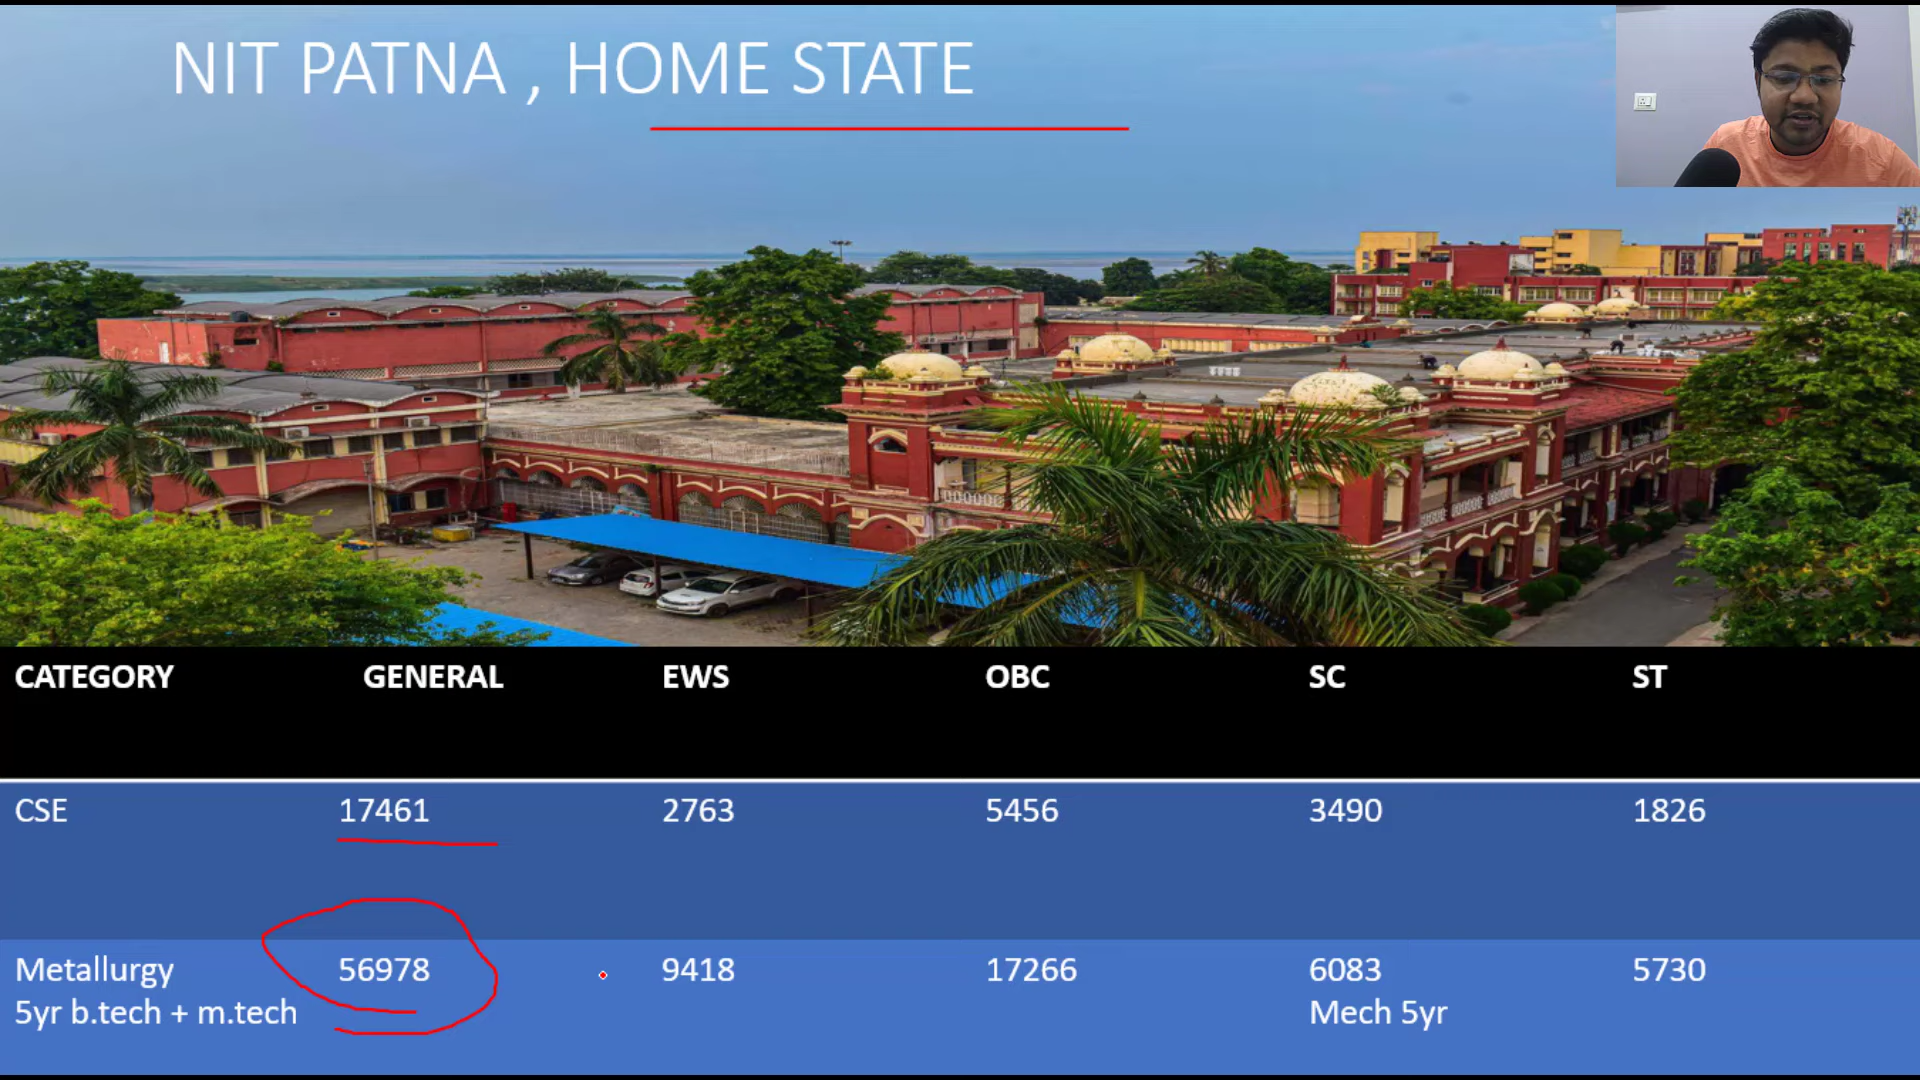 NIT PATNA , HOME STATE
CATEGORY GENERAL EWS OBC SC ST
CSE 17461 2763 5456 3490 1826
Metallurgy 56978 9418 17266 6083 5730
5yr b.tech + m.tech Mech 5yr